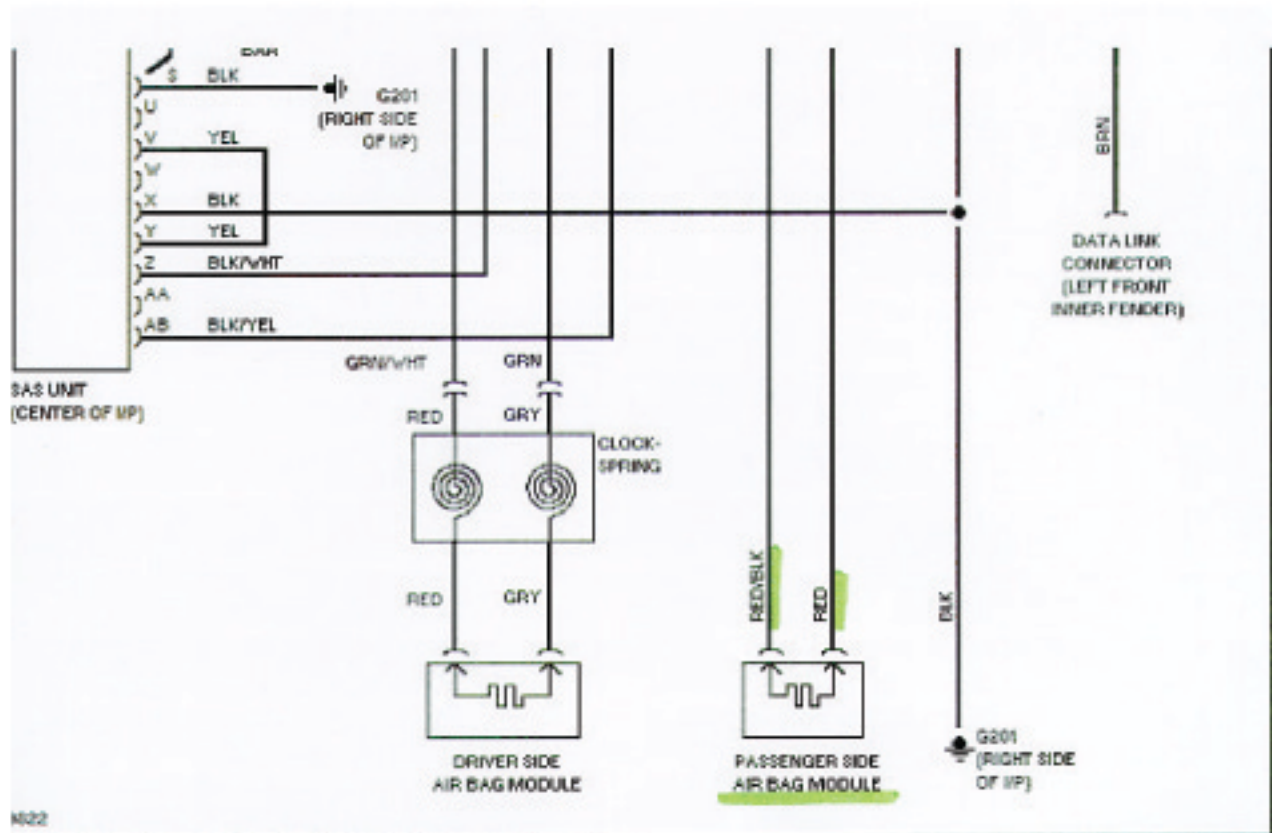 S BLK
G201
(RIGHT SIDE
OF I/P)
U
V YEL
W
X BLK
Y YEL
Z BLK/WHT
AA
AB BLK/YEL
SAS UNIT
(CENTER OF I/P)
BRN
DATA LINK
CONNECTOR
(LEFT FRONT
INNER FENDER)
GRN/WHT GRN
RED GRY
CLOCK-
SPRING
RED GRY
RED/BLK
RED
BLK
DRIVER SIDE
AIR BAG MODULE
PASSENGER SIDE
AIR BAG MODULE
G201
(RIGHT SIDE
OF I/P)